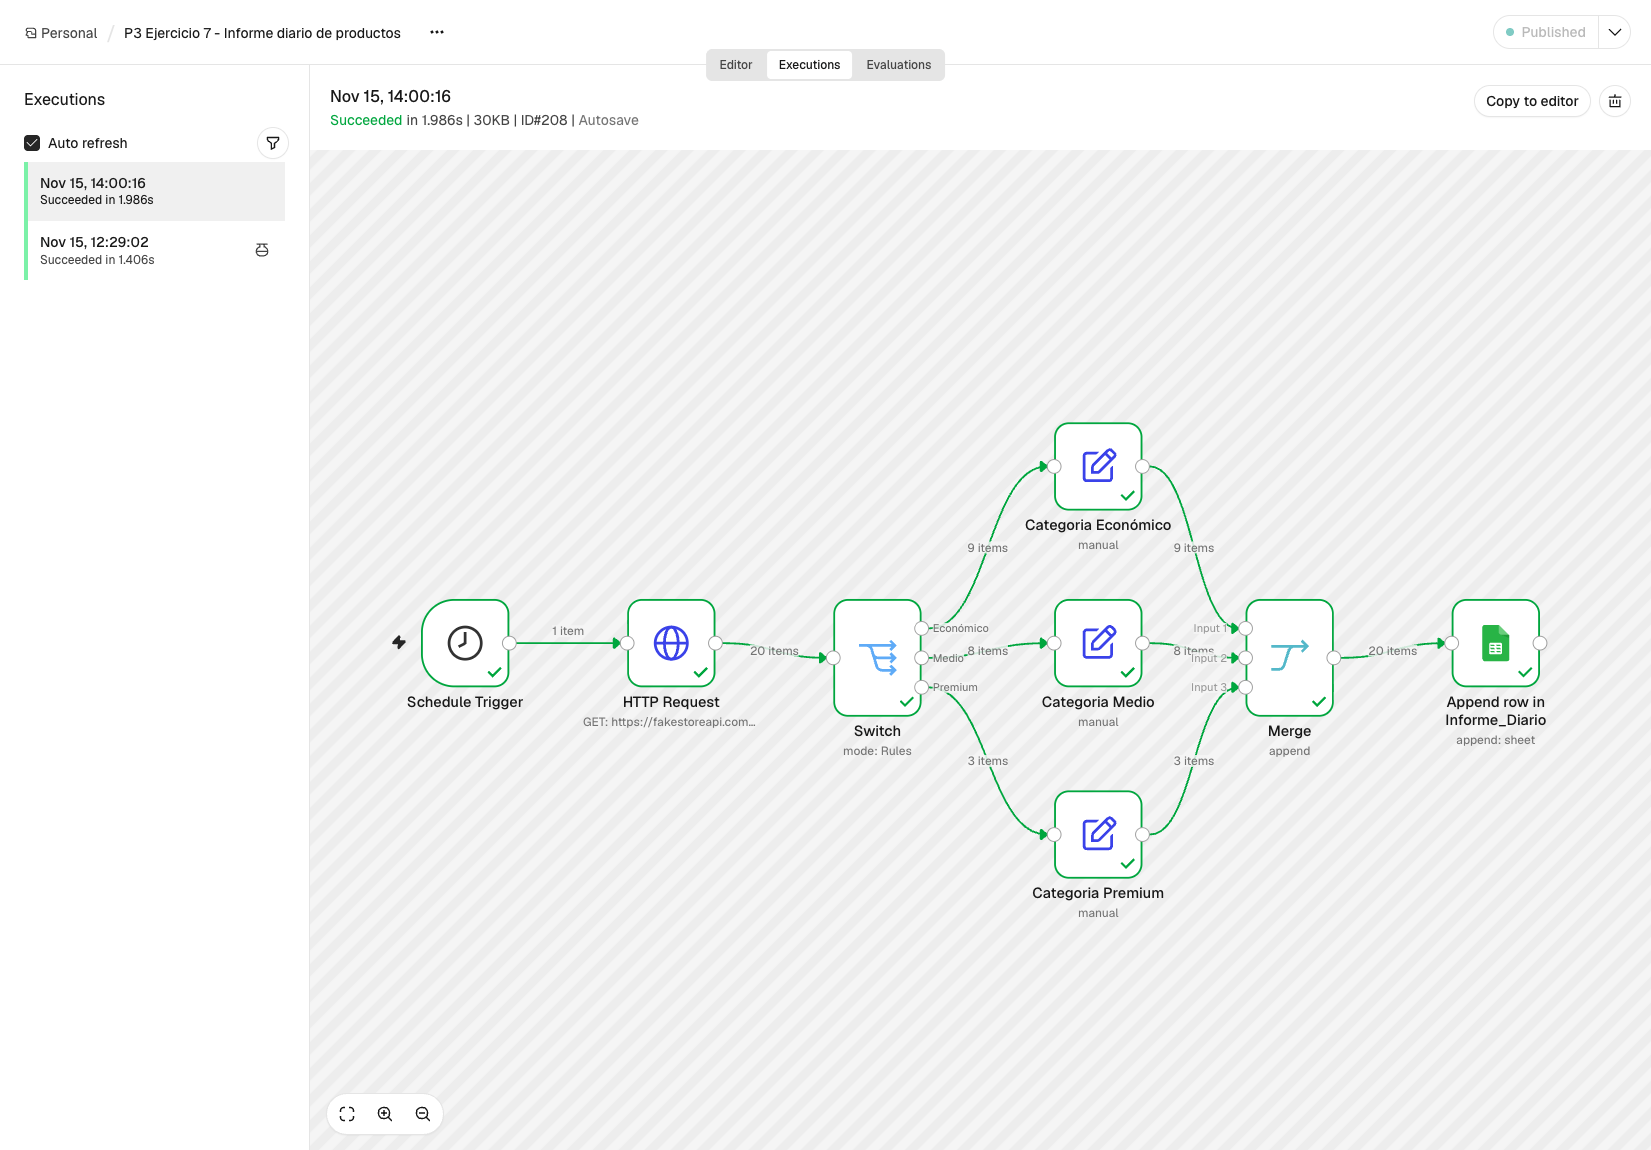 Personal / P3 Ejercicio 7 - Informe diario de productos ...
Published
Editor Executions Evaluations
Executions
Auto refresh
Nov 15, 14:00:16
Succeeded in 1.986s
Nov 15, 12:29:02
Succeeded in 1.406s
Nov 15, 14:00:16
Succeeded in 1.986s | 30KB | ID#208 | Autosave
Copy to editor
Categoria Económico
manual
9 items
9 items
1 item
20 items
Económico
Medio
Premium
8 items
8 items
Input 1
Input 2
Input 3
20 items
Schedule Trigger
HTTP Request
GET: https://fakestoreapi.com...
Switch
mode: Rules
Categoria Medio
manual
Merge
append
Append row in
Informe_Diario
append: sheet
3 items
3 items
Categoria Premium
manual